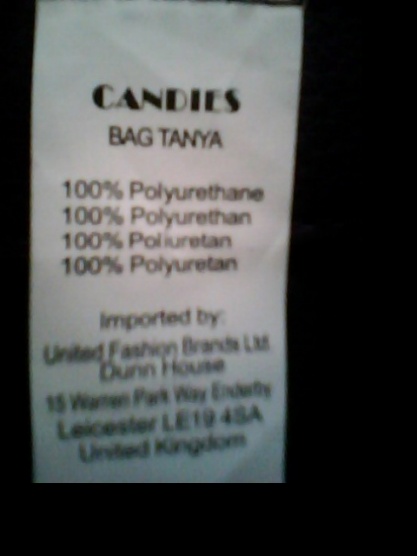 CANDIES
BAG TANYA
100% Polyurethane
100% Polyurethan
100% Poliuretan
100% Polyuretan
Imported by:
United Fashion Brands Ltd.
Dunn House
15 Warren Park Way Enderby
Leicester LE19 4SA
United Kingdom